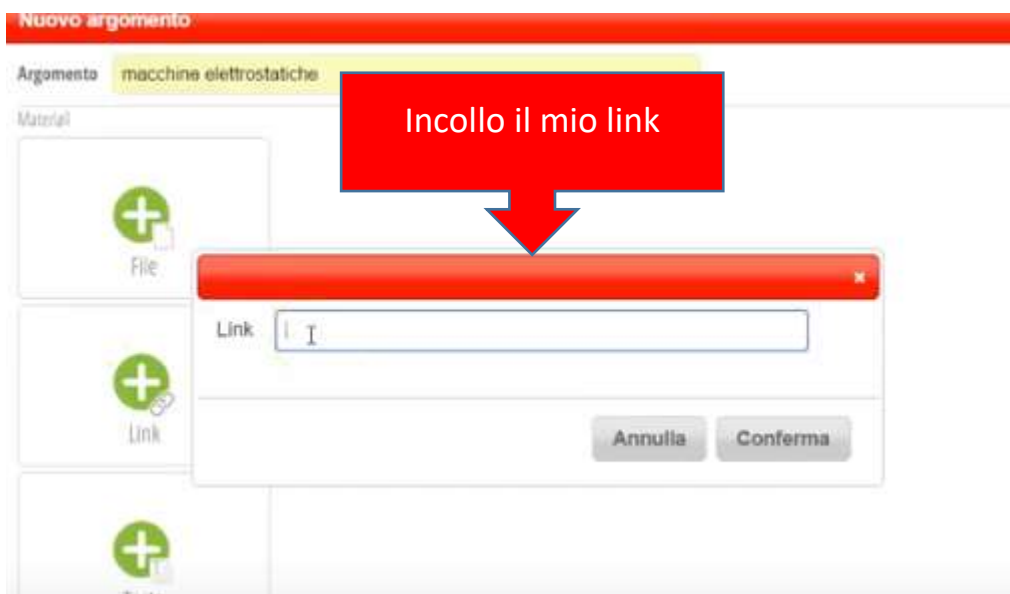 Nuovo argomento
Argomento macchine elettrostatiche
Incollo il mio link
Materiali
File
Link
Annulla Conferma
Link